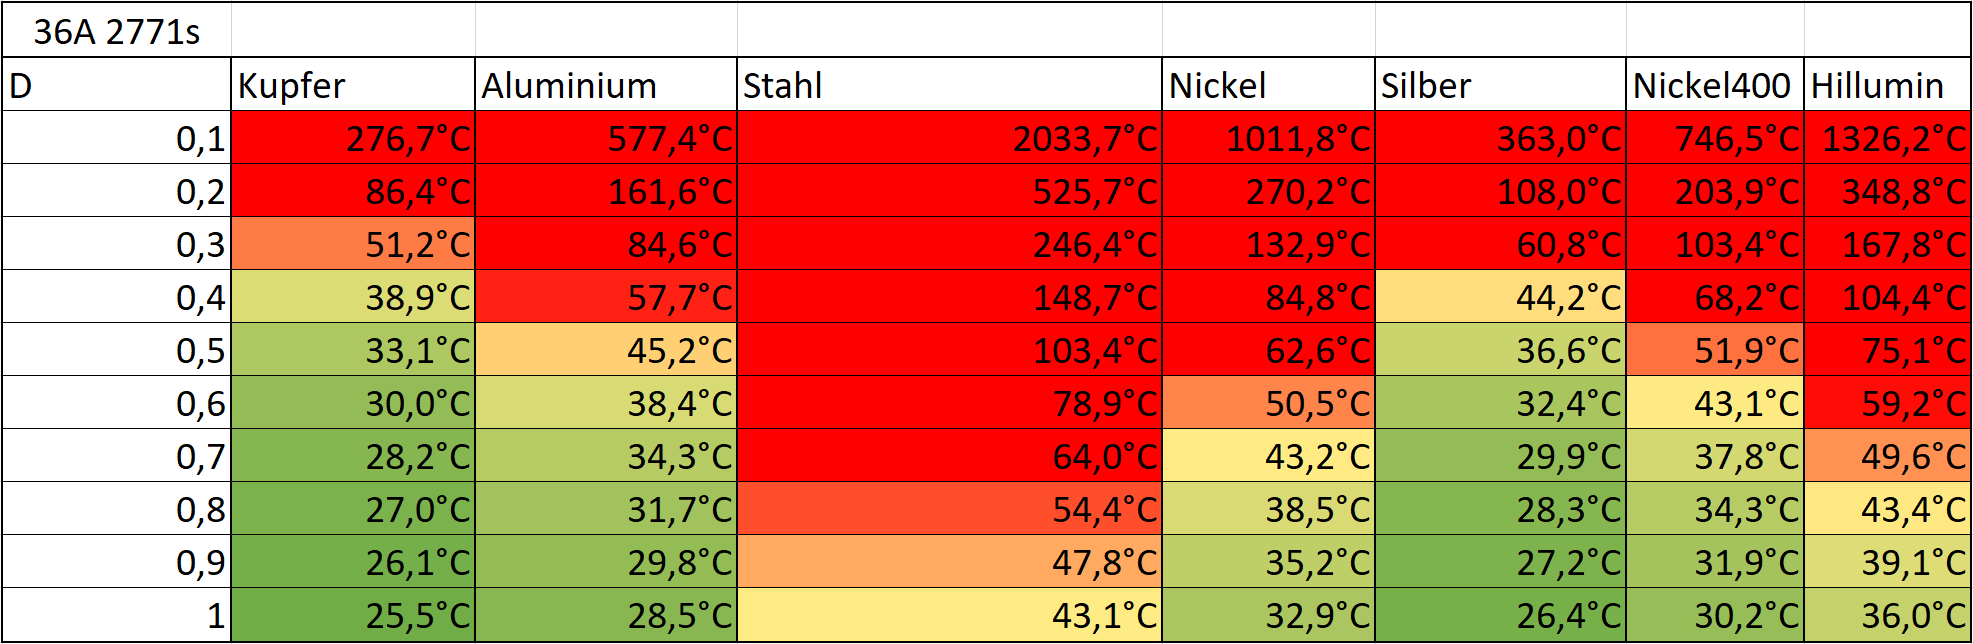 36A 2771s
D Kupfer Aluminium Stahl Nickel Silber Nickel400 Hillumin
0,1 276,7°C 577,4°C 2033,7°C 1011,8°C 363,0°C 746,5°C 1326,2°C
0,2 86,4°C 161,6°C 525,7°C 270,2°C 108,0°C 203,9°C 348,8°C
0,3 51,2°C 84,6°C 246,4°C 132,9°C 60,8°C 103,4°C 167,8°C
0,4 38,9°C 57,7°C 148,7°C 84,8°C 44,2°C 68,2°C 104,4°C
0,5 33,1°C 45,2°C 103,4°C 62,6°C 36,6°C 51,9°C 75,1°C
0,6 30,0°C 38,4°C 78,9°C 50,5°C 32,4°C 43,1°C 59,2°C
0,7 28,2°C 34,3°C 64,0°C 43,2°C 29,9°C 37,8°C 49,6°C
0,8 27,0°C 31,7°C 54,4°C 38,5°C 28,3°C 34,3°C 43,4°C
0,9 26,1°C 29,8°C 47,8°C 35,2°C 27,2°C 31,9°C 39,1°C
1 25,5°C 28,5°C 43,1°C 32,9°C 26,4°C 30,2°C 36,0°C